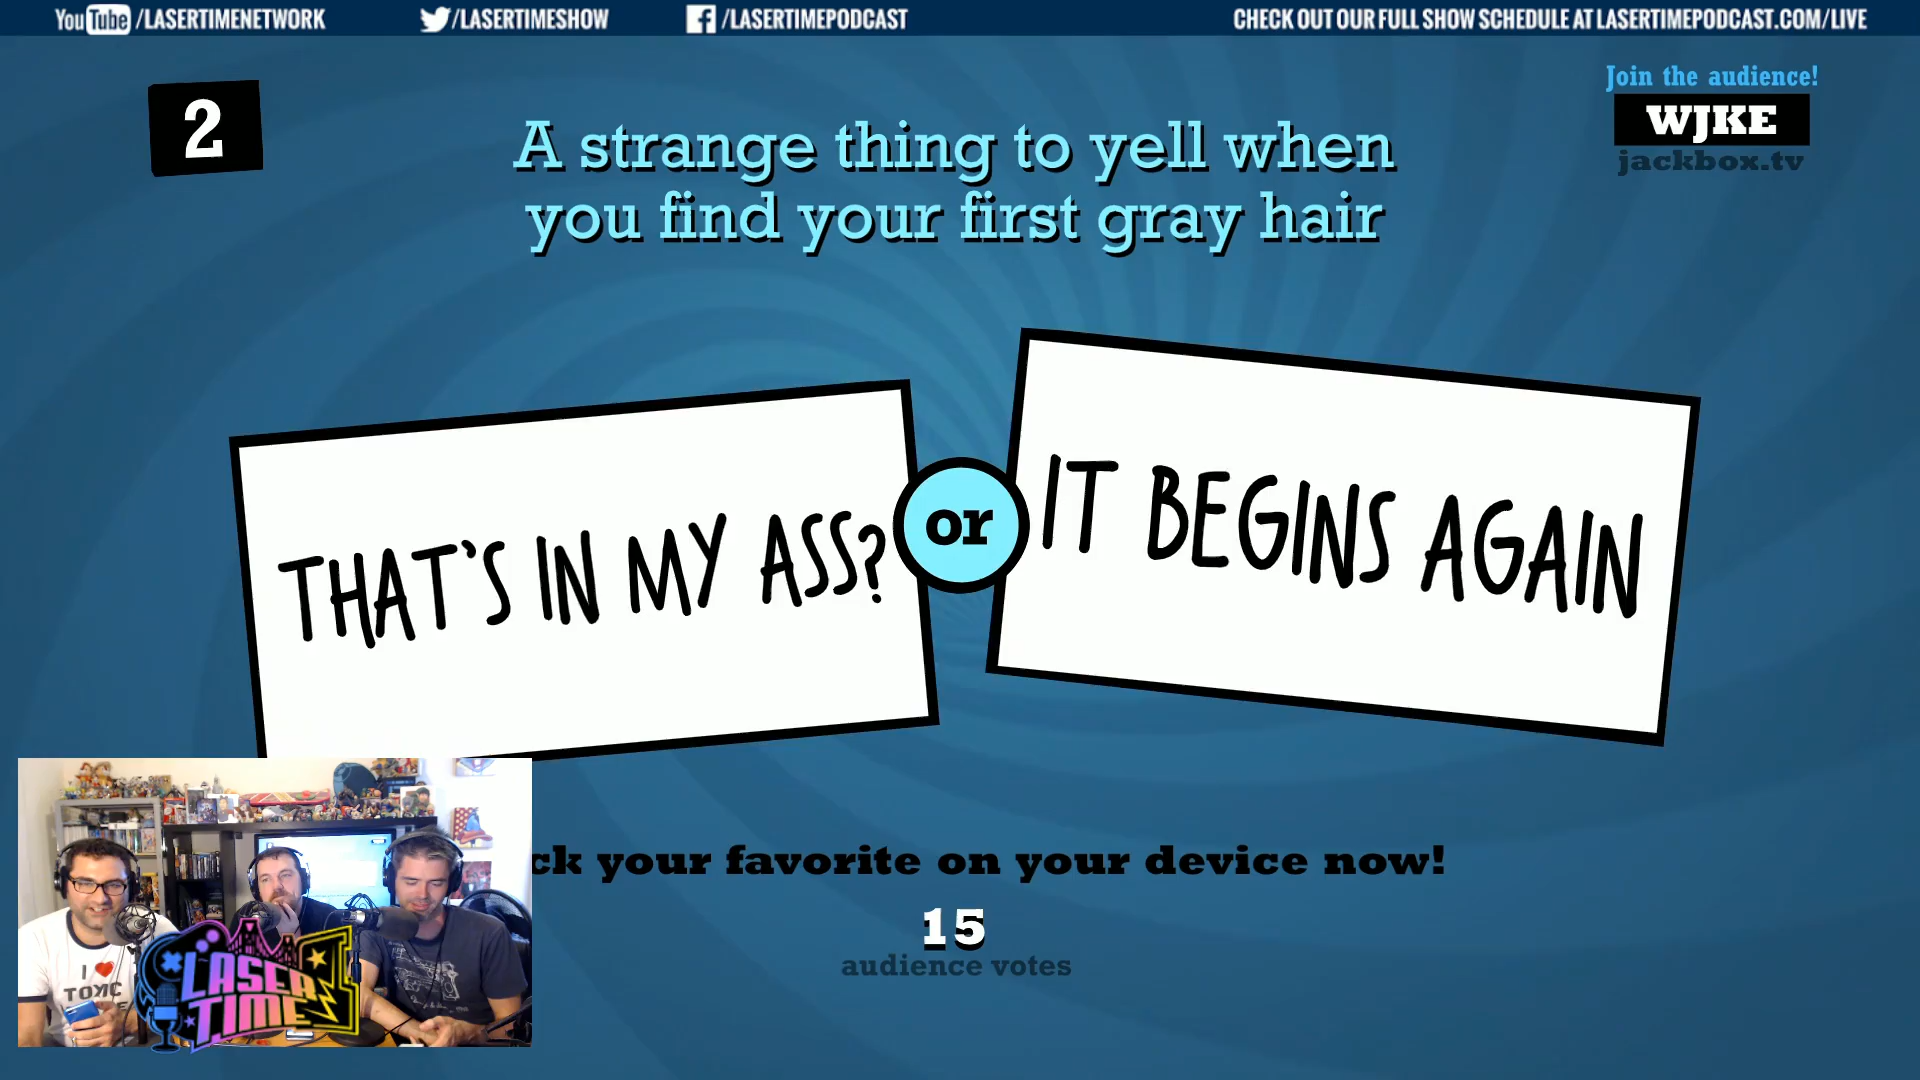 YouTube /LASERTIMENETWORK
/LASERTIMESHOW
/LASERTIMEPODCAST
CHECK OUT OUR FULL SHOW SCHEDULE AT LASERTIMEPODCAST.COM/LIVE
2
A strange thing to yell when
you find your first gray hair
Join the audience!
WJKE
jackbox.tv
THAT'S IN MY ASS?
or
IT BEGINS AGAIN
ck your favorite on your device now!
15
audience votes
I
TOXIC
LASER
TIME